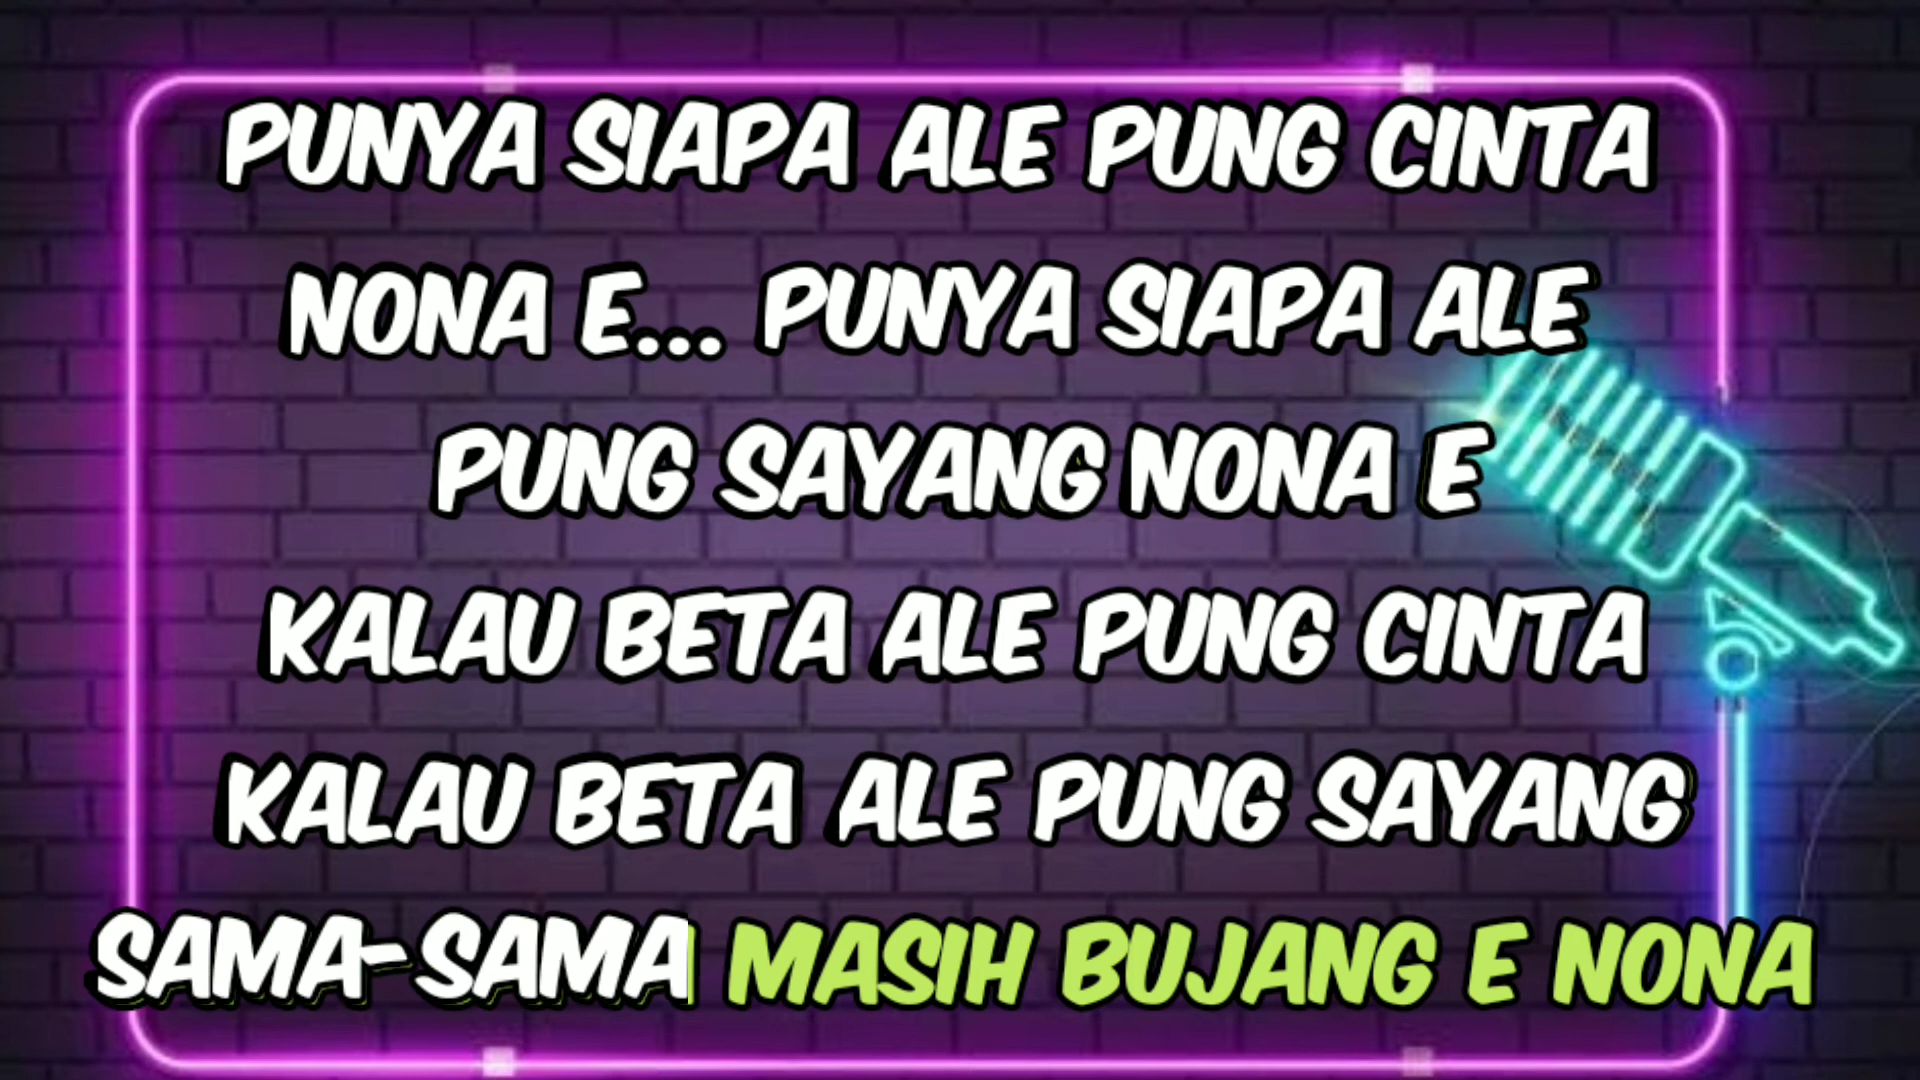 PUNYA SIAPA ALE PUNG CINTA
NONA E... PUNYA SIAPA ALE
PUNG SAYANG NONA E
KALAU BETA ALE PUNG CINTA
KALAU BETA ALE PUNG SAYANG
SAMA-SAMA MASIH BUJANG E NONA